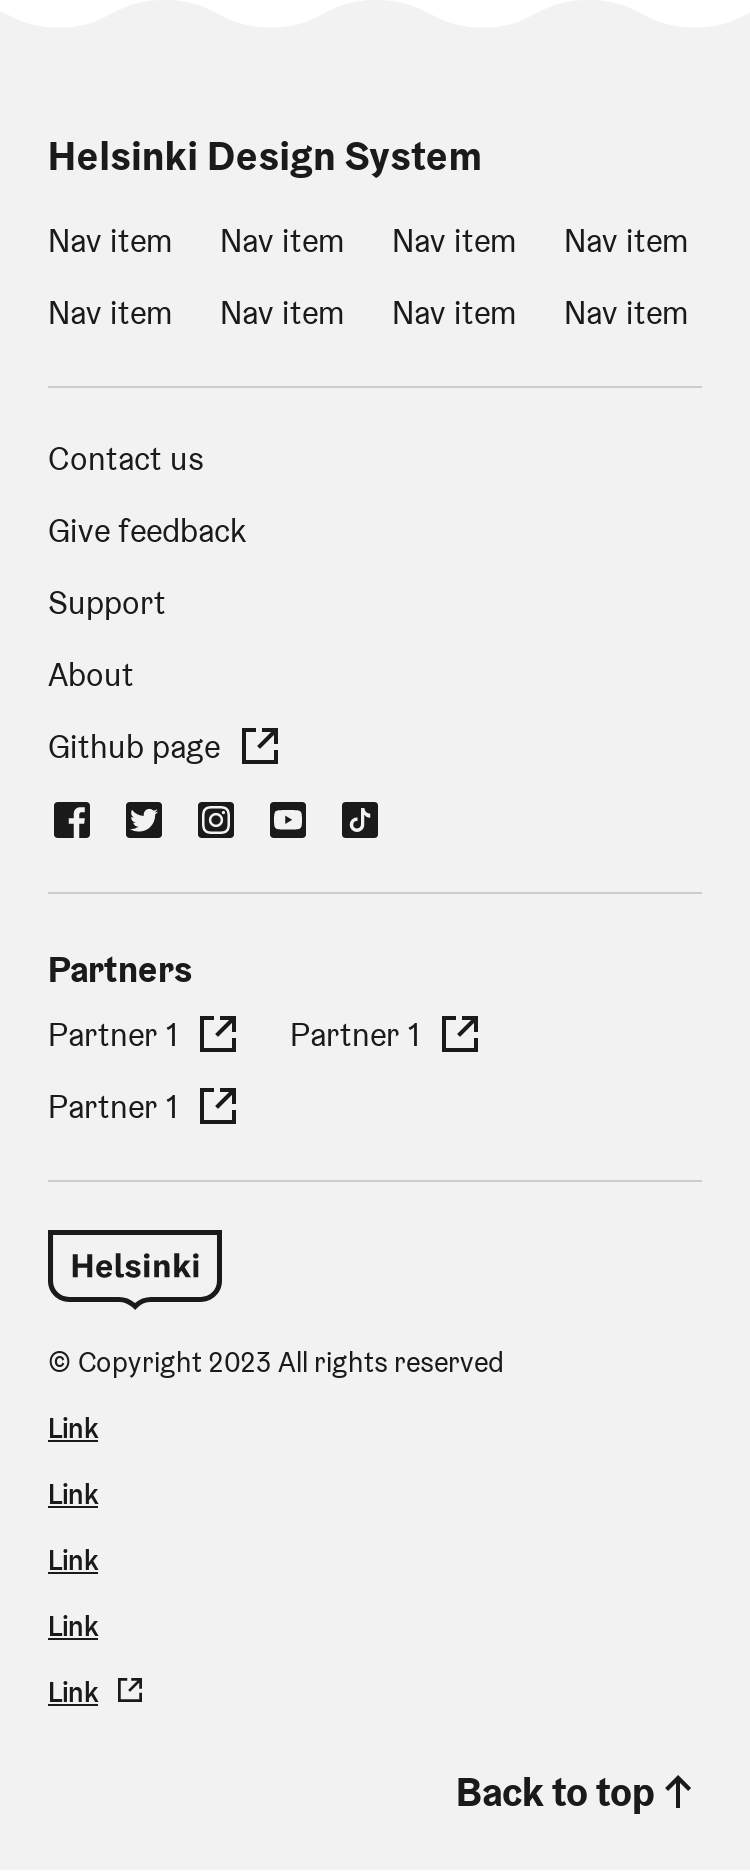 Helsinki Design System
Nav item Nav item Nav item Nav item
Nav item Nav item Nav item Nav item
Contact us
Give feedback
Support
About
Github page
Partners
Partner 1 Partner 1
Partner 1
Helsinki
© Copyright 2023 All rights reserved
Link
Link
Link
Link
Link
Back to top